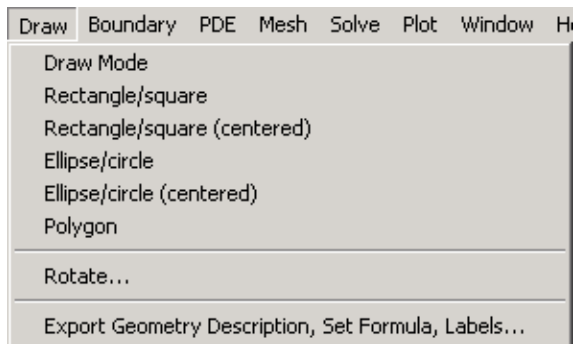 Draw Boundary PDE Mesh Solve Plot Window
Draw Mode
Rectangle/square
Rectangle/square (centered)
Ellipse/circle
Ellipse/circle (centered)
Polygon
Rotate...
Export Geometry Description, Set Formula, Labels...